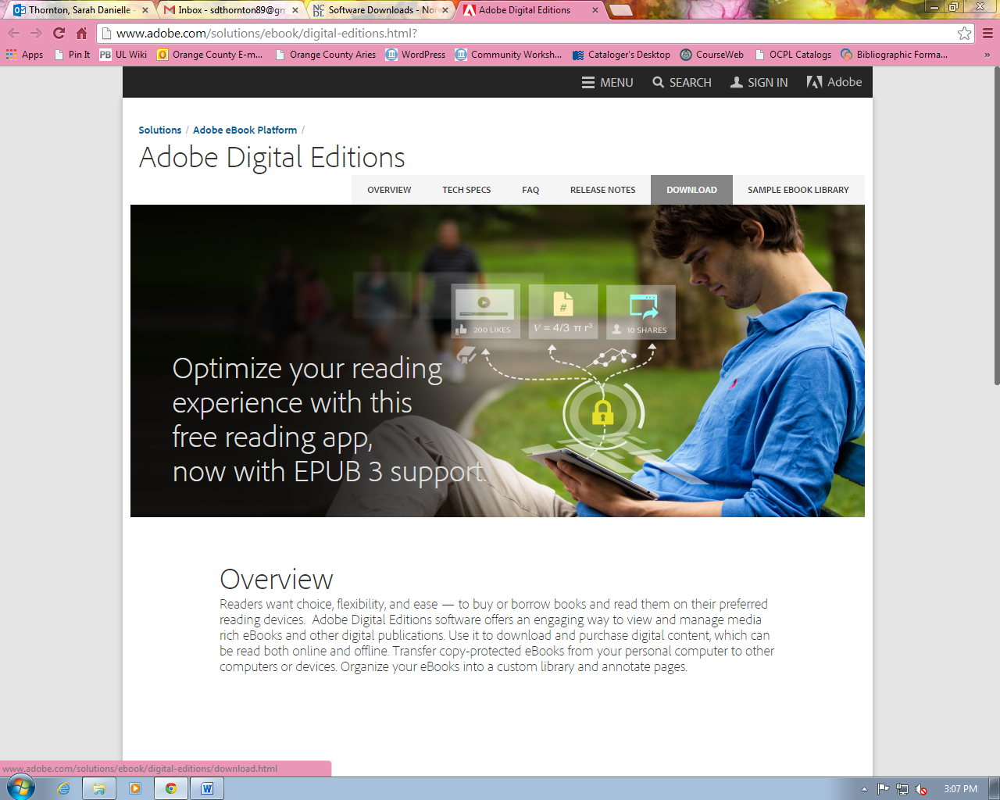 Thornton, Sarah Danielle -
Inbox - sdthornton89@gm
Software Downloads - Nor
Adobe Digital Editions
www.adobe.com/solutions/ebook/digital-editions.html?
Apps Pin It UL Wiki Orange County E-m... Orange County Aries WordPress Community Worksh... Cataloger's Desktop CourseWeb OCPL Catalogs Bibliographic Forma... »
MENU SEARCH SIGN IN Adobe
Solutions / Adobe eBook Platform /
Adobe Digital Editions
OVERVIEW TECH SPECS FAQ RELEASE NOTES DOWNLOAD SAMPLE EBOOK LIBRARY
200 LIKES
#
V = 4/3 π r³
10 SHARES
Optimize your reading
experience with this
free reading app,
now with EPUB 3 support.
Overview
Readers want choice, flexibility, and ease — to buy or borrow books and read them on their preferred
reading devices. Adobe Digital Editions software offers an engaging way to view and manage media
rich eBooks and other digital publications. Use it to download and purchase digital content, which can
be read both online and offline. Transfer copy-protected eBooks from your personal computer to other
computers or devices. Organize your eBooks into a custom library and annotate pages.
www.adobe.com/solutions/ebook/digital-editions/download.html
3:07 PM